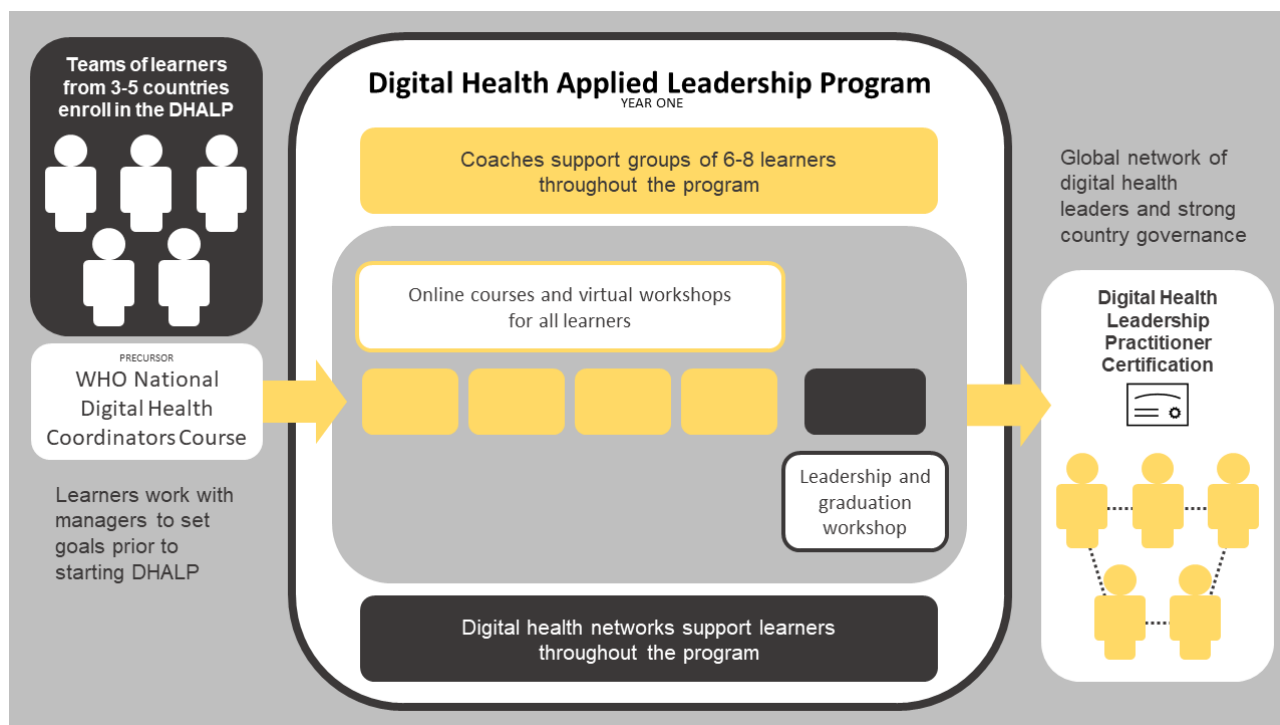 Teams of learners
from 3-5 countries
enroll in the DHALP
PRECURSOR
WHO National
Digital Health
Coordinators Course
Learners work with
managers to set
goals prior to
starting DHALP
Digital Health Applied Leadership Program
YEAR ONE
Coaches support groups of 6-8 learners
throughout the program
Online courses and virtual workshops
for all learners
Leadership and
graduation
workshop
Digital health networks support learners
throughout the program
Global network of
digital health
leaders and strong
country governance
Digital Health
Leadership
Practitioner
Certification